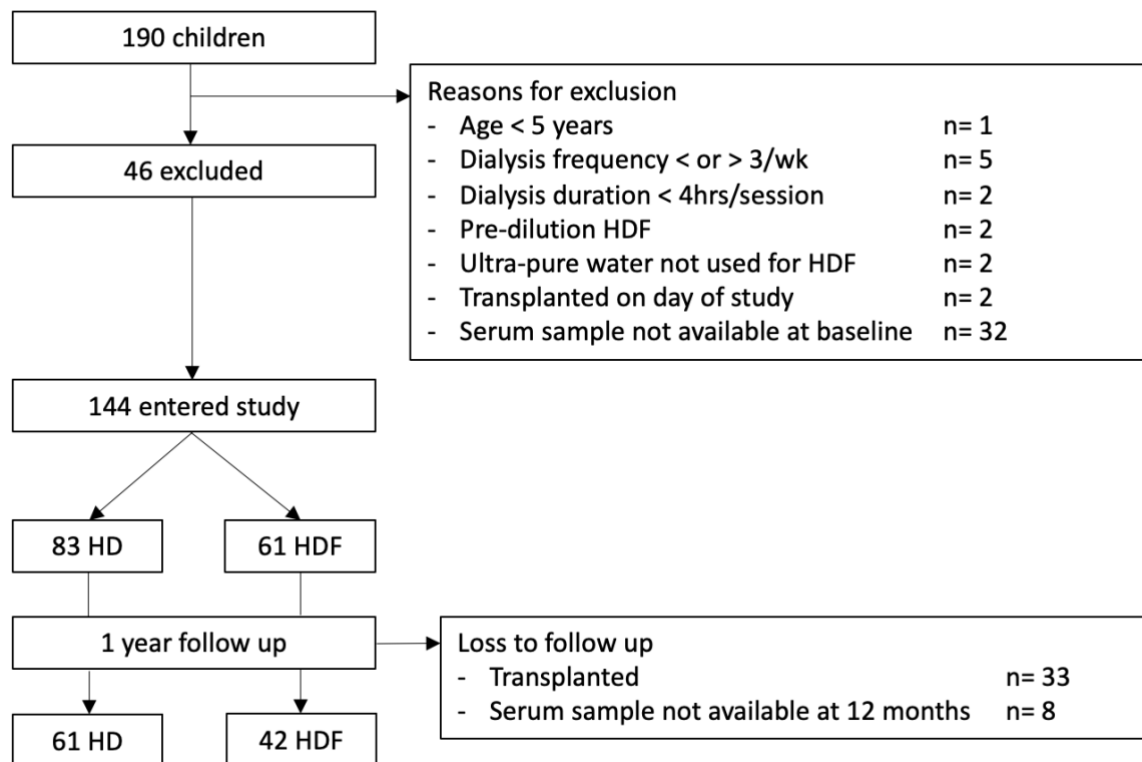 190 children
Reasons for exclusion
- Age < 5 years n= 1
- Dialysis frequency < or > 3/wk n= 5
- Dialysis duration < 4hrs/session n= 2
- Pre-dilution HDF n= 2
- Ultra-pure water not used for HDF n= 2
- Transplanted on day of study n= 2
- Serum sample not available at baseline n= 32
46 excluded
144 entered study
83 HD 61 HDF
1 year follow up
Loss to follow up
- Transplanted n= 33
- Serum sample not available at 12 months n= 8
61 HD 42 HDF